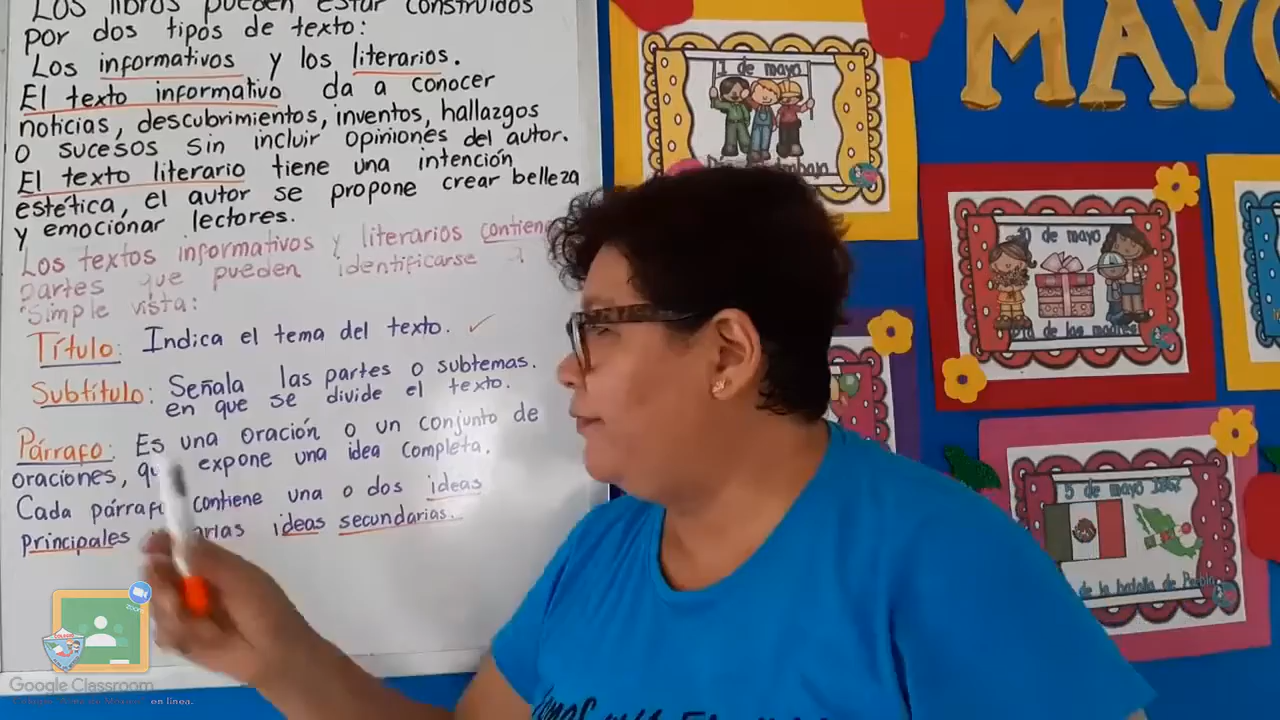 Los libros pueden estar construidos
por dos tipos de texto:
Los informativos y los literarios.
El texto informativo da a conocer
noticias, descubrimientos, inventos, hallazgos
o sucesos sin incluir opiniones del autor.
El texto literario tiene una intención
estética, el autor se propone crear belleza
y emocionar lectores.
Los textos informativos y literarios contiene
partes que pueden identificarse a
simple vista:
Título: Indica el tema del texto.
Subtítulo: Señala las partes o subtemas.
en que se divide el texto.
Párrafo: Es una oración o un conjunto de
oraciones, expone una idea completa.
Cada párrafo contiene una o dos ideas
principales ideas secundarias.
zoom
Google Classroom
en línea.
MAYO
1 de mayo
10 de mayo
Día de las madres
5 de mayo 1862
de la batalla de Puebla